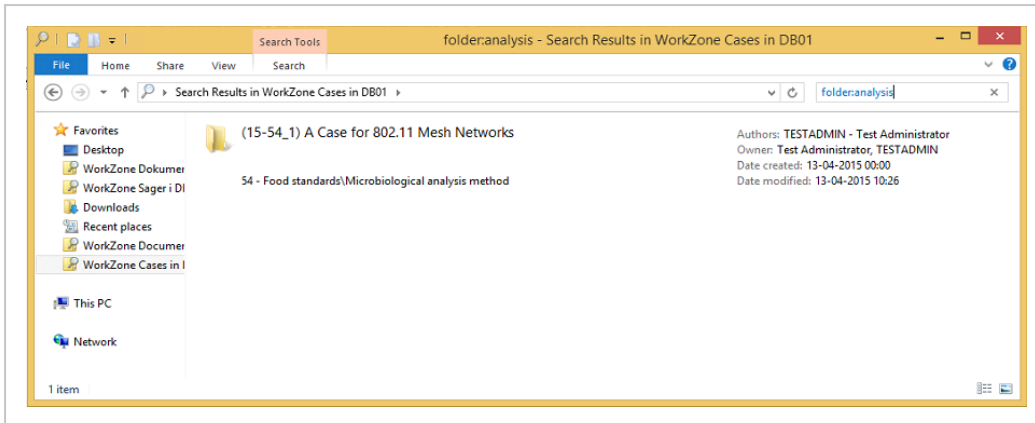 Search Tools
folder:analysis - Search Results in WorkZone Cases in DB01
File Home Share View Search
Search Results in WorkZone Cases in DB01
folder:analysis
Favorites
Desktop
WorkZone Dokumer
WorkZone Sager i DI
Downloads
Recent places
WorkZone Documer
WorkZone Cases in I
This PC
Network
(15-54_1) A Case for 802.11 Mesh Networks
54 - Food standards\Microbiological analysis method
Authors: TESTADMIN - Test Administrator
Owner: Test Administrator, TESTADMIN
Date created: 13-04-2015 00:00
Date modified: 13-04-2015 10:26
1 item